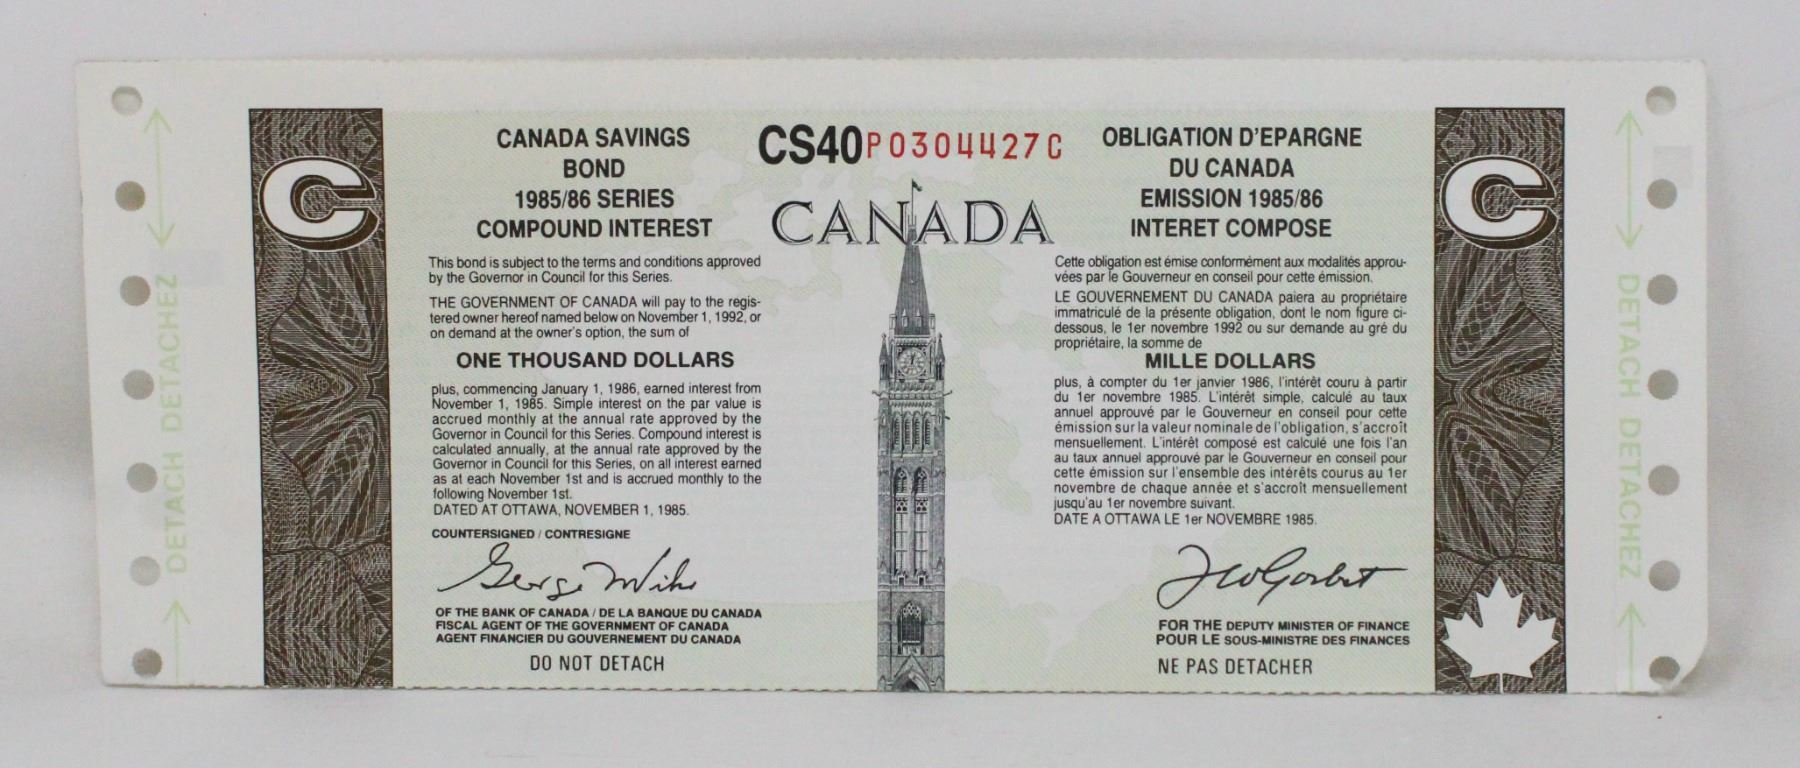 DETACH DETACHEZ
C
CANADA SAVINGS
BOND
1985/86 SERIES
COMPOUND INTEREST
This bond is subject to the terms and conditions approved
by the Governor in Council for this Series.
THE GOVERNMENT OF CANADA will pay to the regis-
tered owner hereof named below on November 1, 1992, or
on demand at the owner's option, the sum of
ONE THOUSAND DOLLARS
plus, commencing January 1, 1986, earned interest from
November 1, 1985. Simple interest on the par value is
accrued monthly at the annual rate approved by the
Governor in Council for this Series. Compound interest is
calculated annually, at the annual rate approved by the
Governor in Council for this Series, on all interest earned
as at each November 1st and is accrued monthly to the
following November 1st.
DATED AT OTTAWA, NOVEMBER 1, 1985.
COUNTERSIGNED / CONTRESIGNE
OF THE BANK OF CANADA / DE LA BANQUE DU CANADA
FISCAL AGENT OF THE GOVERNMENT OF CANADA
AGENT FINANCIER DU GOUVERNEMENT DU CANADA
DO NOT DETACH
CS40 P0304427C
CANADA
OBLIGATION D'EPARGNE
DU CANADA
EMISSION 1985/86
INTERET COMPOSE
Cette obligation est émise conformément aux modalités approu-
vées par le Gouverneur en conseil pour cette émission.
LE GOUVERNEMENT DU CANADA paiera au propriétaire
immatriculé de la présente obligation, dont le nom figure ci-
dessous, le 1er novembre 1992 ou sur demande au gré du
propriétaire, la somme de
MILLE DOLLARS
plus, à compter du 1er janvier 1986, l'intérêt couru à partir
du 1er novembre 1985. L'intérêt simple, calculé au taux
annuel approuvé par le Gouverneur en conseil pour cette
émission sur la valeur nominale de l'obligation, s'accroît
mensuellement. L'intérêt composé est calculé une fois l'an
au taux annuel approuvé par le Gouverneur en conseil pour
cette émission sur l'ensemble des intérêts courus au 1er
novembre de chaque année et s'accroît mensuellement
jusqu'au 1er novembre suivant.
DATE A OTTAWA LE 1er NOVEMBRE 1985.
FOR THE DEPUTY MINISTER OF FINANCE
POUR LE SOUS-MINISTRE DES FINANCES
NE PAS DETACHER
C
DETACH DETACHEZ